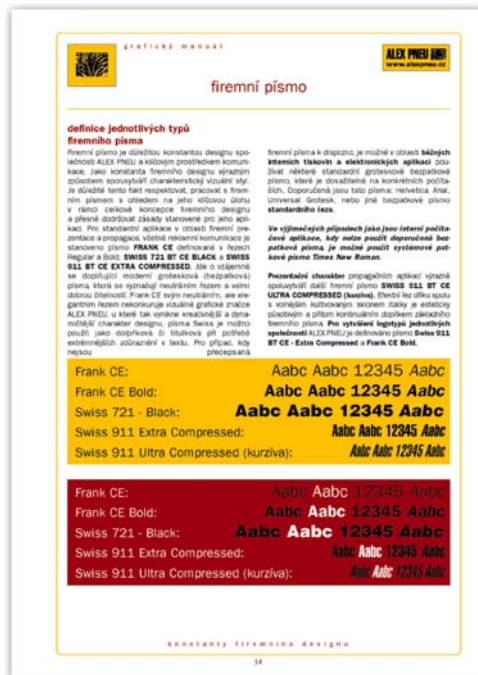 grafický manuál
ALEX PNEU
www.alexpneu.cz
firemní písmo
definice jednotlivých typů
firemního písma
Firemní písmo je důležitou konstantou designu spo-
lečnosti ALEX PNEU a klíčovým prostředkem komuni-
kace. Jako konstanta firemního designu výrazným
způsobem spoluvytváří charakteristický vizuální styl.
Je důležité tento fakt respektovat, pracovat s firem-
ním písmem s ohledem na jeho klíčovou úlohu
v rámci celkové koncepce firemního designu
a přesně dodržovat zásady stanovené pro jeho apli-
kaci. Pro standardní aplikace v oblasti firemní pre-
zentace a propagace, včetně reklamní komunikace je
stanoveno písmo FRANK CE definované v řezech
Regular a Bold, SWISS 721 BT CE BLACK a SWISS
911 BT CE EXTRA COMPRESSED. Jde o vzájemně
se doplňující moderní grotesková (bezpatková)
písma, která se vyznačují neutrálním řezem a velmi
dobrou čitelností. Frank CE svým neutrálním, ale ele-
gantním řezem nekonkuruje vizuálně grafické značce
ALEX PNEU, u které tak vynikne kreativnější a dyna-
mičtější charakter designu, písma Swiss je možno
použít jako doplňková či titulková při potřebě
extrémnějších zdůraznění v textu. Pro případ, kdy
nejsou přecepsaná
firemní písma k dispozici, je možné v oblasti běžných
interních tiskovin a elektronických aplikací pou-
žívat některé standardní groteskové bezpatkové
písmo, které je dosažitelné na konkrétních počíta-
čích. Doporučená jsou tato písma: Helvetica, Arial,
Universal Grotesk, nebo jiné bezpatkové písmo
standardního řezu.
Ve výjimečných případech jako jsou interní počíta-
čové aplikace, kdy nelze použít doporučená bez-
patková písma, je možné použít systémové pat-
kové písmo Times New Roman.
Prezentační charakter propagačních aplikací výrazně
spoluvytváří další firemní písmo SWISS 911 BT CE
ULTRA COMPRESSED (kurzíva). Efektní lez dříku spolu
s volnějším kultivovaným sklonem italiky je esteticky
působivým a přitom kontinuálním doplňkem základního
firemního písma. Pro vytváření logotypů jednotlivých
společností ALEX PNEU je definováno písmo Swiss 911
BT CE - Extra Compressed a Frank CE Bold.
Frank CE: Aabc Aabc 12345 Aabc
Frank CE Bold: Aabc Aabc 12345 Aabc
Swiss 721 - Black: Aabc Aabc 12345 Aabc
Swiss 911 Extra Compressed: Aabc Aabc 12345 Aabc
Swiss 911 Ultra Compressed (kurzíva): Aabc Aabc 12345 Aabc
Frank CE: Aabc Aabc 12345 Aabc
Frank CE Bold: Aabc Aabc 12345 Aabc
Swiss 721 - Black: Aabc Aabc 12345 Aabc
Swiss 911 Extra Compressed: Aabc Aabc 12345 Aabc
Swiss 911 Ultra Compressed (kurzíva): Aabc Aabc 12345 Aabc
konstanty firemního designu
14